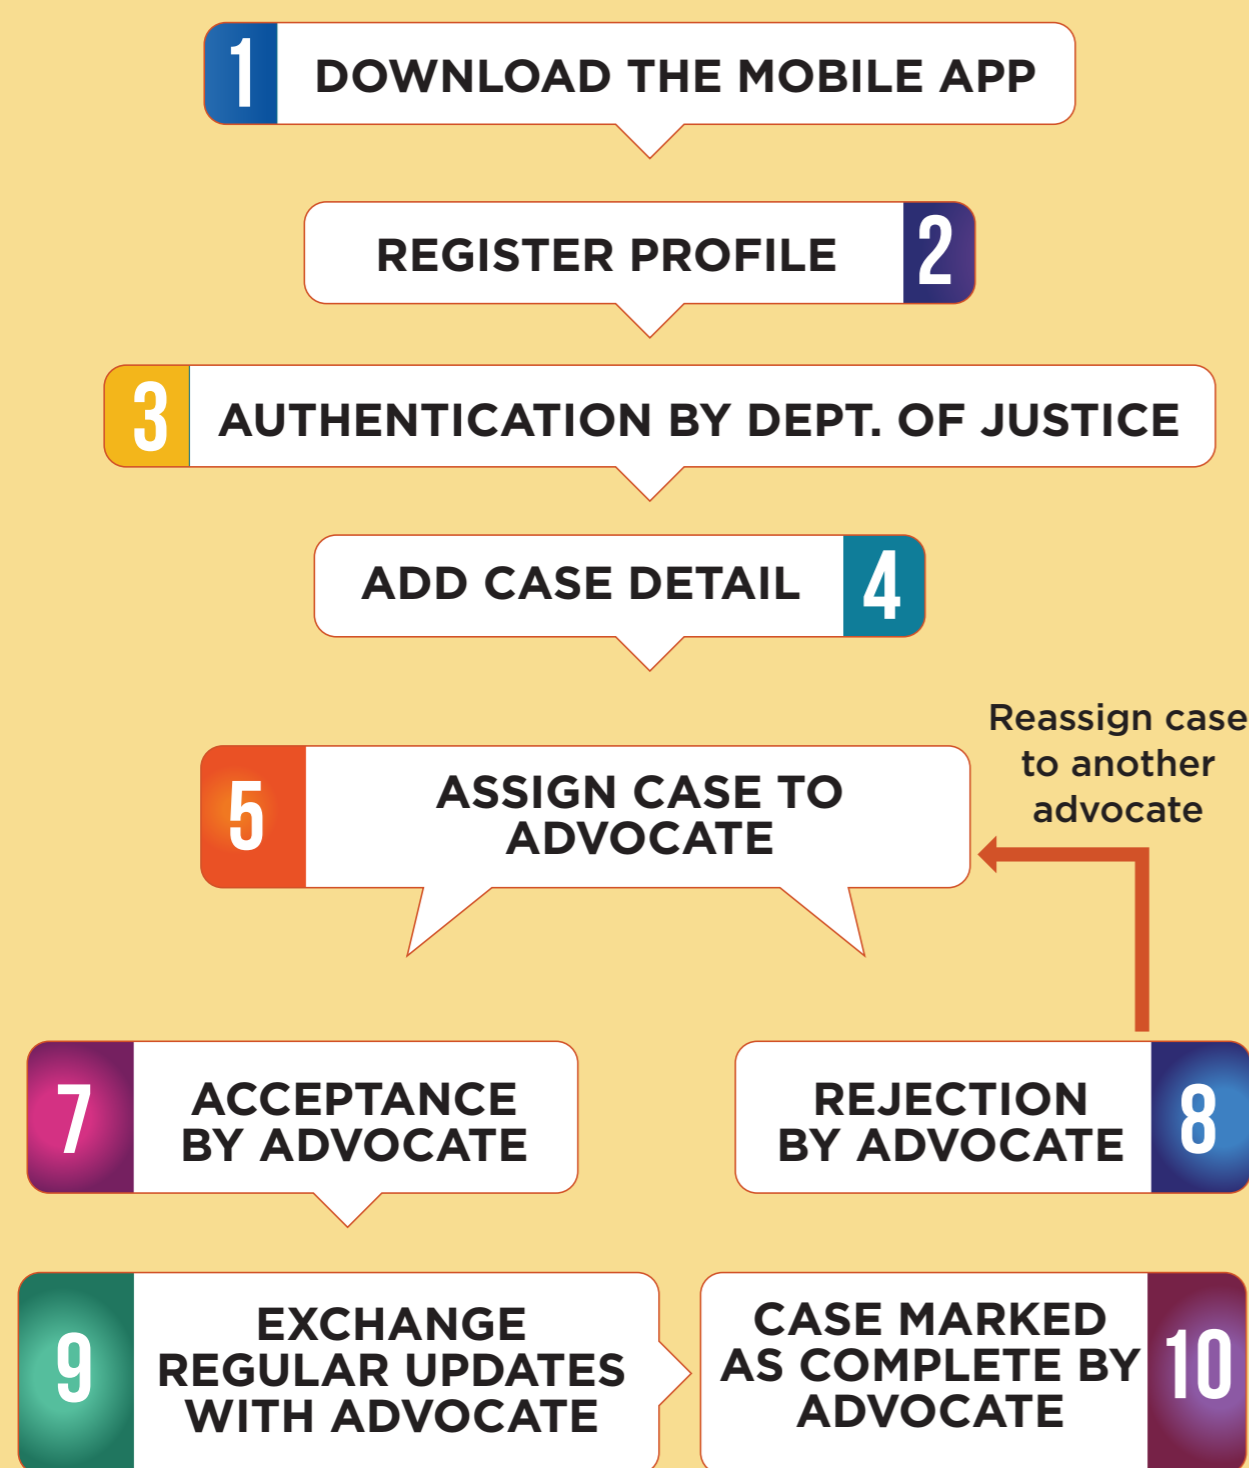 1 DOWNLOAD THE MOBILE APP
REGISTER PROFILE 2
3 AUTHENTICATION BY DEPT. OF JUSTICE
ADD CASE DETAIL 4
Reassign case
to another
advocate
5 ASSIGN CASE TO
ADVOCATE
7 ACCEPTANCE
BY ADVOCATE
REJECTION
BY ADVOCATE 8
9 EXCHANGE
REGULAR UPDATES
WITH ADVOCATE
CASE MARKED
AS COMPLETE BY
ADVOCATE 10